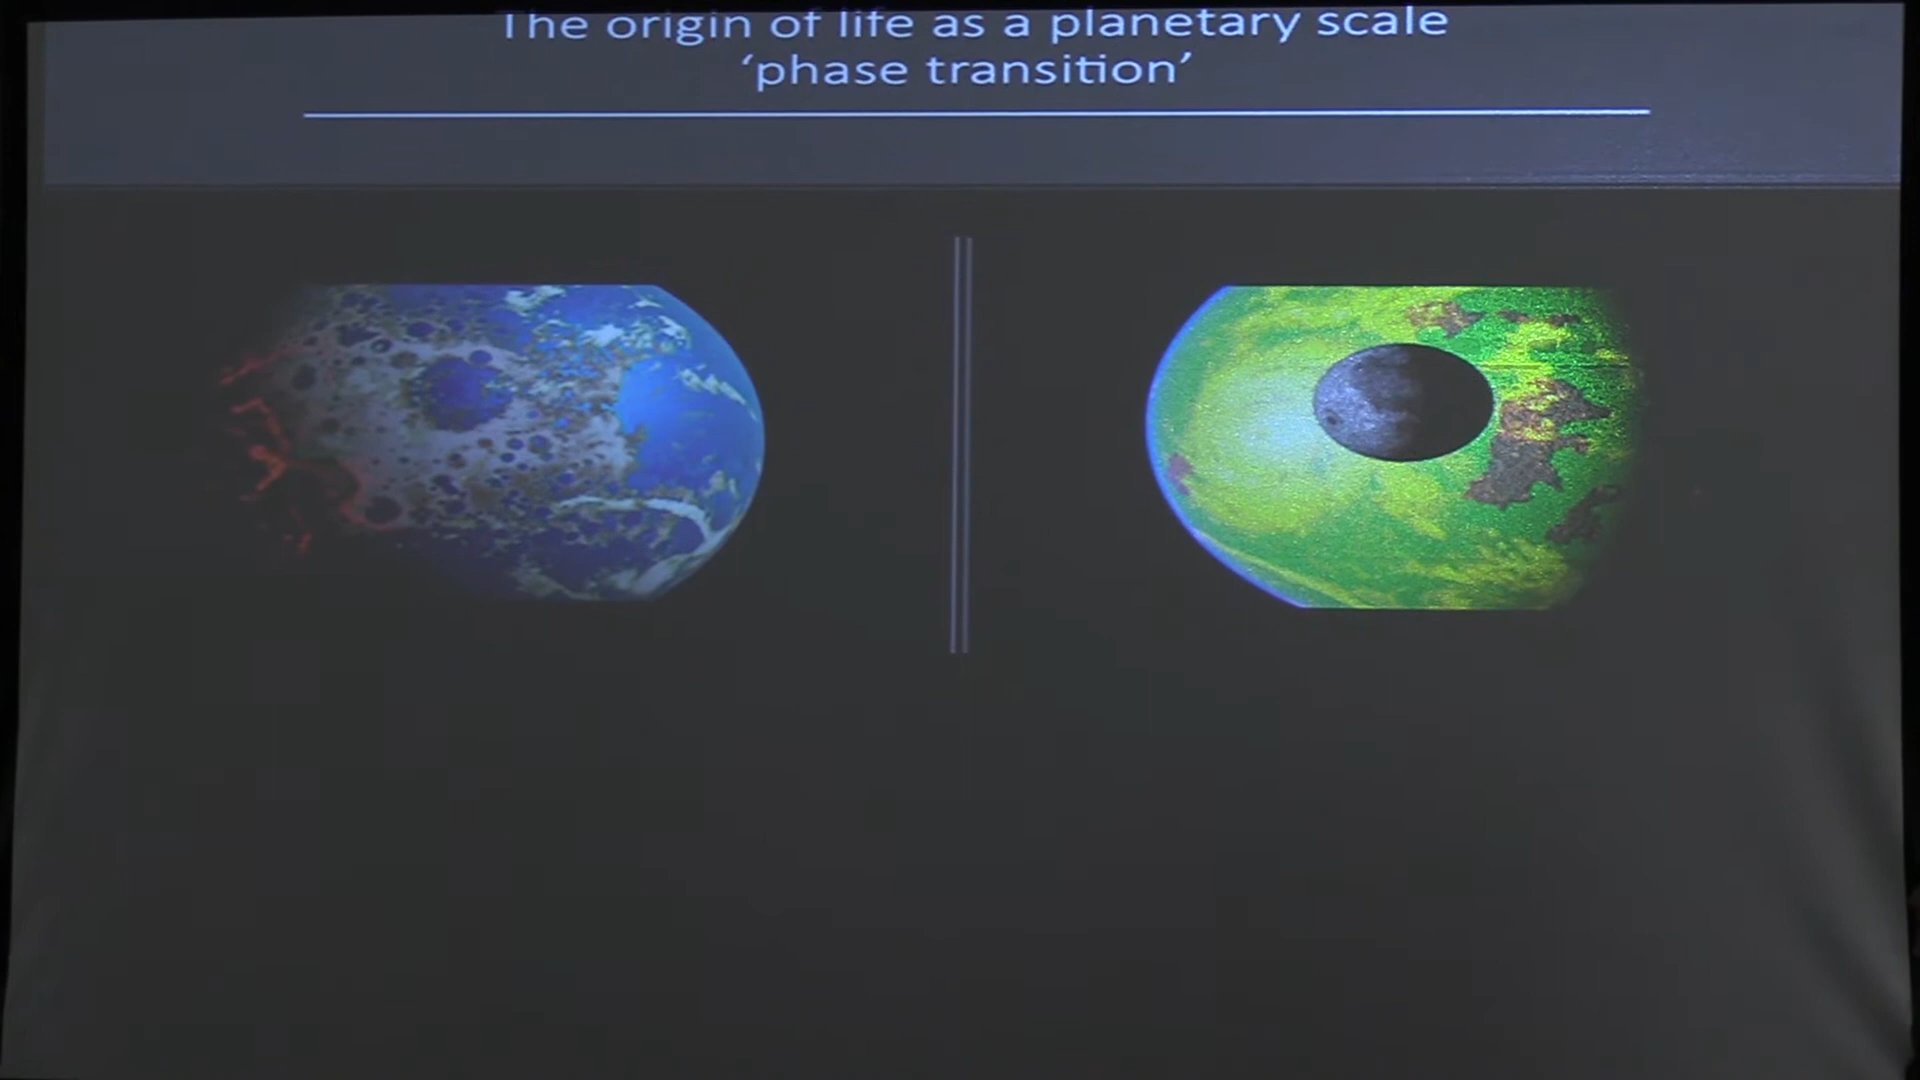 The origin of life as a planetary scale
‘phase transition’